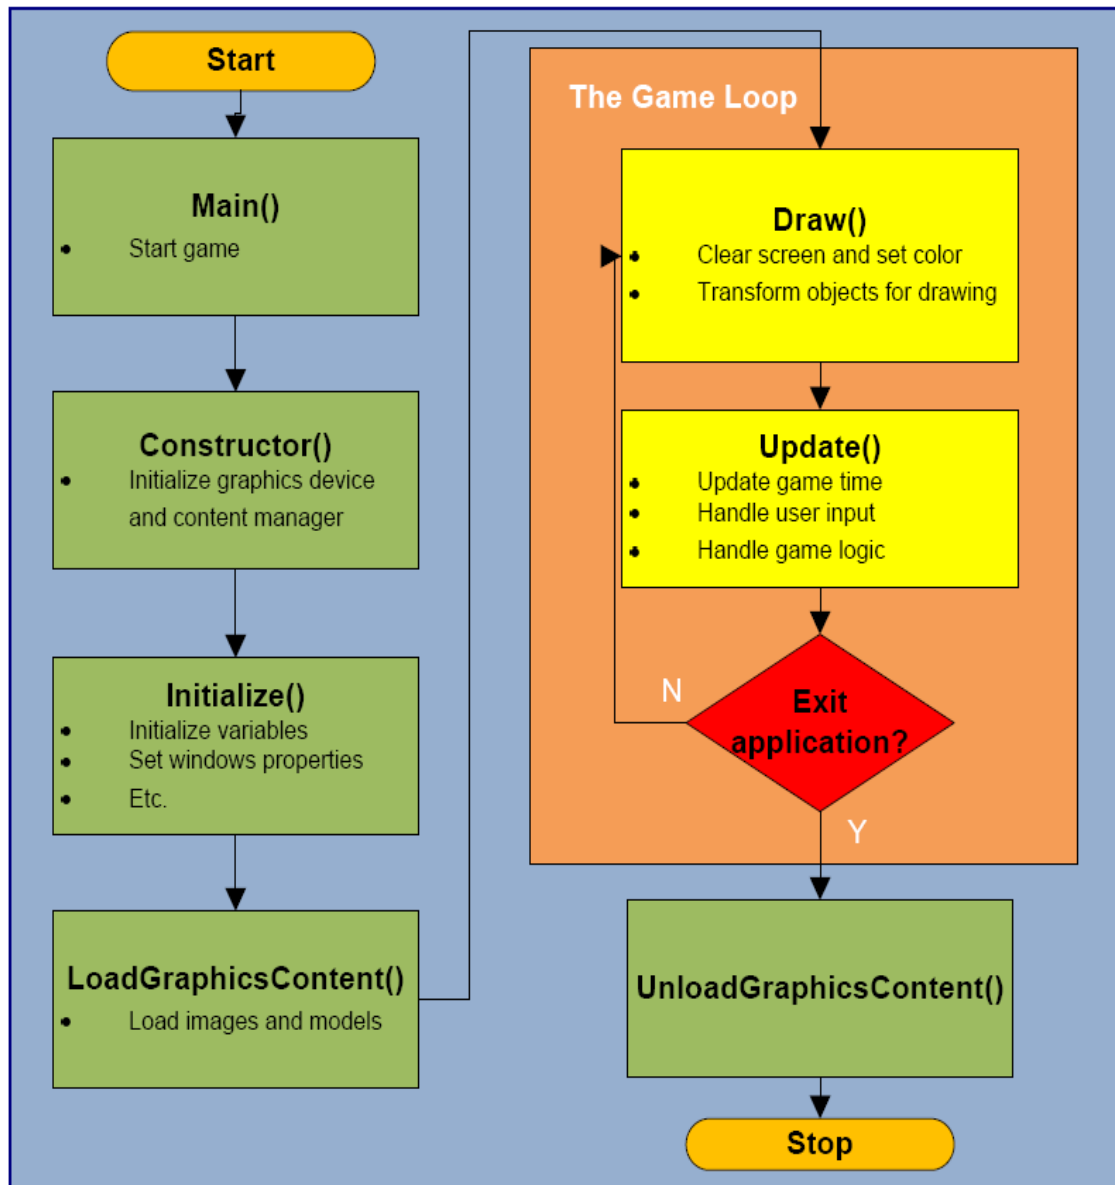 Start
Main()
• Start game
Constructor()
• Initialize graphics device
and content manager
Initialize()
• Initialize variables
• Set windows properties
• Etc.
LoadGraphicsContent()
• Load images and models
The Game Loop
Draw()
• Clear screen and set color
• Transform objects for drawing
Update()
• Update game time
• Handle user input
• Handle game logic
Exit
application?
N
Y
UnloadGraphicsContent()
Stop